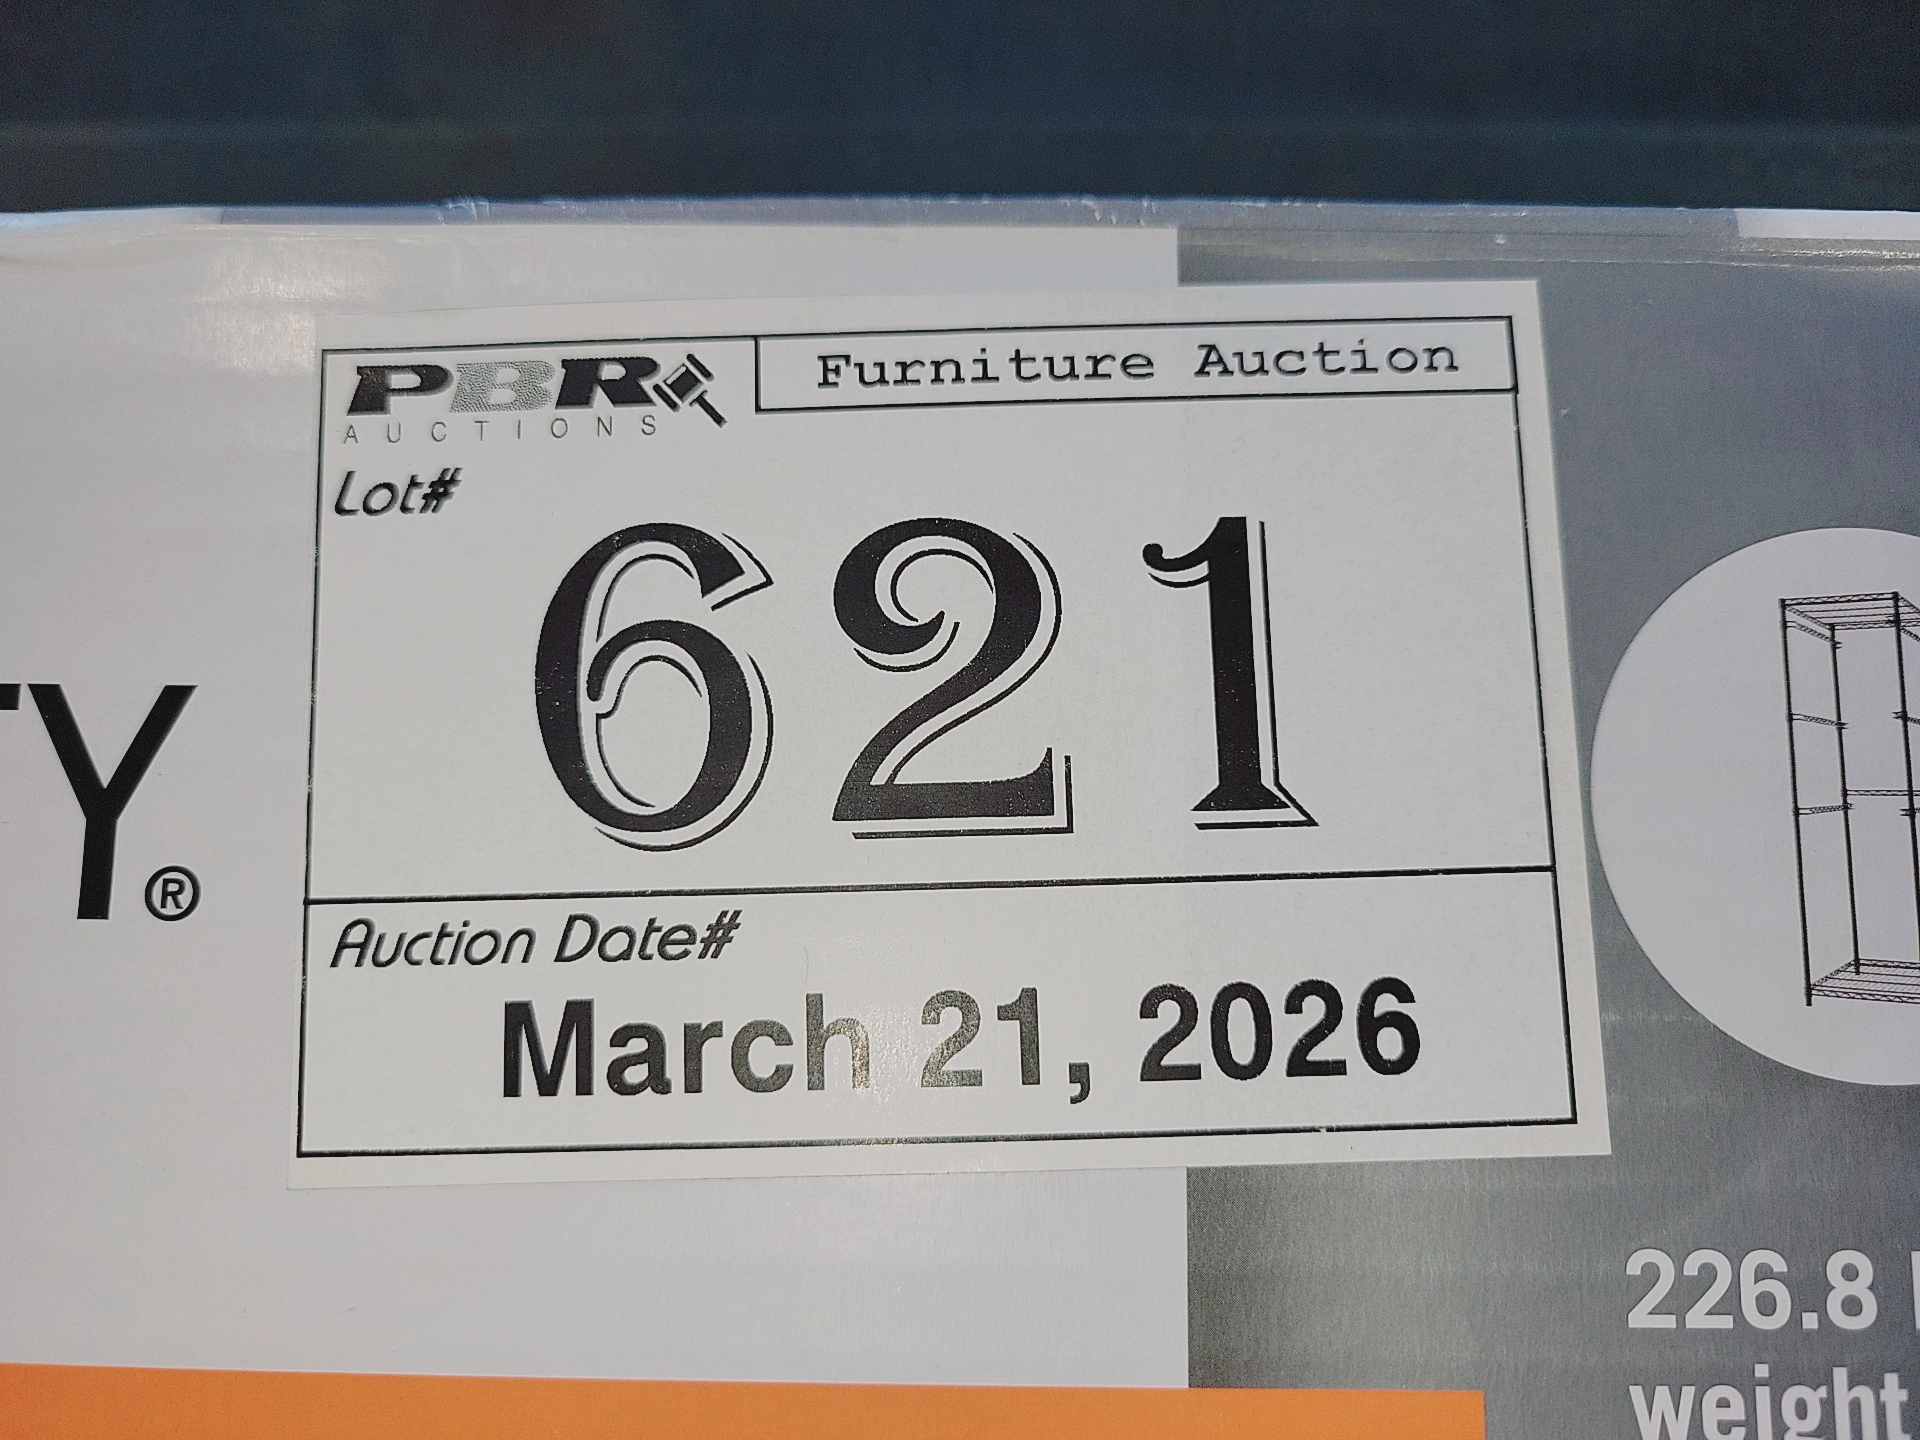 PBR
AUCTIONS
Furniture Auction
Lot#
621
TY®
Auction Date#
March 21, 2026
226.8
weight